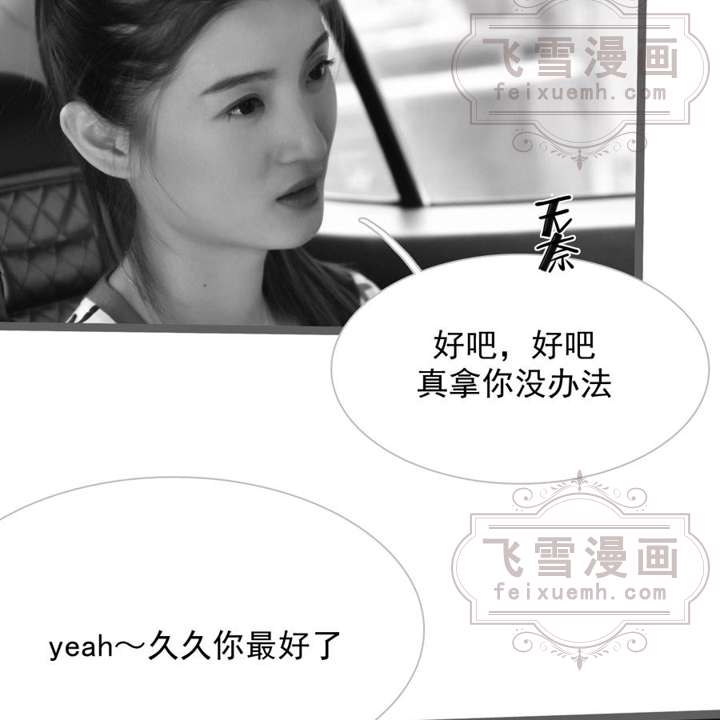 飞雪漫画
feixuemh.com
无奈
好吧，好吧
真拿你没办法
飞雪漫画
feixuemh.com
yeah～久久你最好了